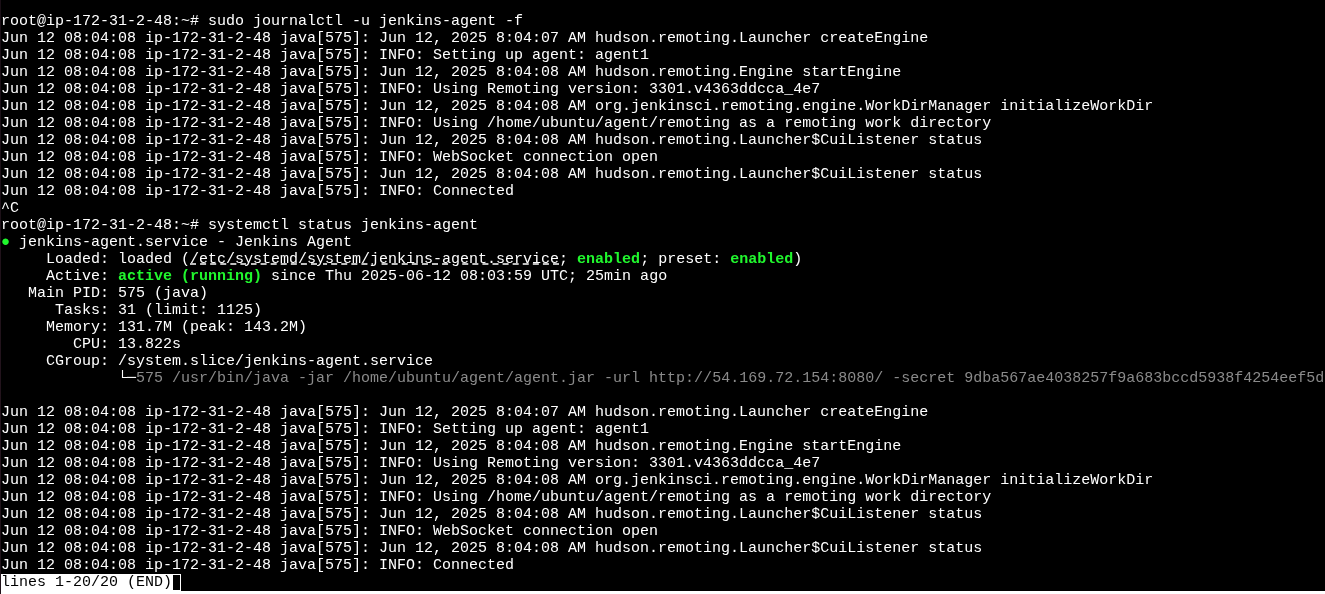 root@ip-172-31-2-48:~# sudo journalctl -u jenkins-agent -f
Jun 12 08:04:08 ip-172-31-2-48 java[575]: Jun 12, 2025 8:04:07 AM hudson.remoting.Launcher createEngine
Jun 12 08:04:08 ip-172-31-2-48 java[575]: INFO: Setting up agent: agent1
Jun 12 08:04:08 ip-172-31-2-48 java[575]: Jun 12, 2025 8:04:08 AM hudson.remoting.Engine startEngine
Jun 12 08:04:08 ip-172-31-2-48 java[575]: INFO: Using Remoting version: 3301.v4363ddcca_4e7
Jun 12 08:04:08 ip-172-31-2-48 java[575]: Jun 12, 2025 8:04:08 AM org.jenkinsci.remoting.engine.WorkDirManager initializeWorkDir
Jun 12 08:04:08 ip-172-31-2-48 java[575]: INFO: Using /home/ubuntu/agent/remoting as a remoting work directory
Jun 12 08:04:08 ip-172-31-2-48 java[575]: Jun 12, 2025 8:04:08 AM hudson.remoting.Launcher$CuiListener status
Jun 12 08:04:08 ip-172-31-2-48 java[575]: INFO: WebSocket connection open
Jun 12 08:04:08 ip-172-31-2-48 java[575]: Jun 12, 2025 8:04:08 AM hudson.remoting.Launcher$CuiListener status
Jun 12 08:04:08 ip-172-31-2-48 java[575]: INFO: Connected
^C
root@ip-172-31-2-48:~# systemctl status jenkins-agent
● jenkins-agent.service - Jenkins Agent
     Loaded: loaded (/etc/systemd/system/jenkins-agent.service; enabled; preset: enabled)
     Active: active (running) since Thu 2025-06-12 08:03:59 UTC; 25min ago
   Main PID: 575 (java)
      Tasks: 31 (limit: 1125)
     Memory: 131.7M (peak: 143.2M)
        CPU: 13.822s
     CGroup: /system.slice/jenkins-agent.service
             └─575 /usr/bin/java -jar /home/ubuntu/agent/agent.jar -url http://54.169.72.154:8080/ -secret 9dba567ae4038257f9a683bccd5938f4254eef5d
Jun 12 08:04:08 ip-172-31-2-48 java[575]: Jun 12, 2025 8:04:07 AM hudson.remoting.Launcher createEngine
Jun 12 08:04:08 ip-172-31-2-48 java[575]: INFO: Setting up agent: agent1
Jun 12 08:04:08 ip-172-31-2-48 java[575]: Jun 12, 2025 8:04:08 AM hudson.remoting.Engine startEngine
Jun 12 08:04:08 ip-172-31-2-48 java[575]: INFO: Using Remoting version: 3301.v4363ddcca_4e7
Jun 12 08:04:08 ip-172-31-2-48 java[575]: Jun 12, 2025 8:04:08 AM org.jenkinsci.remoting.engine.WorkDirManager initializeWorkDir
Jun 12 08:04:08 ip-172-31-2-48 java[575]: INFO: Using /home/ubuntu/agent/remoting as a remoting work directory
Jun 12 08:04:08 ip-172-31-2-48 java[575]: Jun 12, 2025 8:04:08 AM hudson.remoting.Launcher$CuiListener status
Jun 12 08:04:08 ip-172-31-2-48 java[575]: INFO: WebSocket connection open
Jun 12 08:04:08 ip-172-31-2-48 java[575]: Jun 12, 2025 8:04:08 AM hudson.remoting.Launcher$CuiListener status
Jun 12 08:04:08 ip-172-31-2-48 java[575]: INFO: Connected
lines 1-20/20 (END)